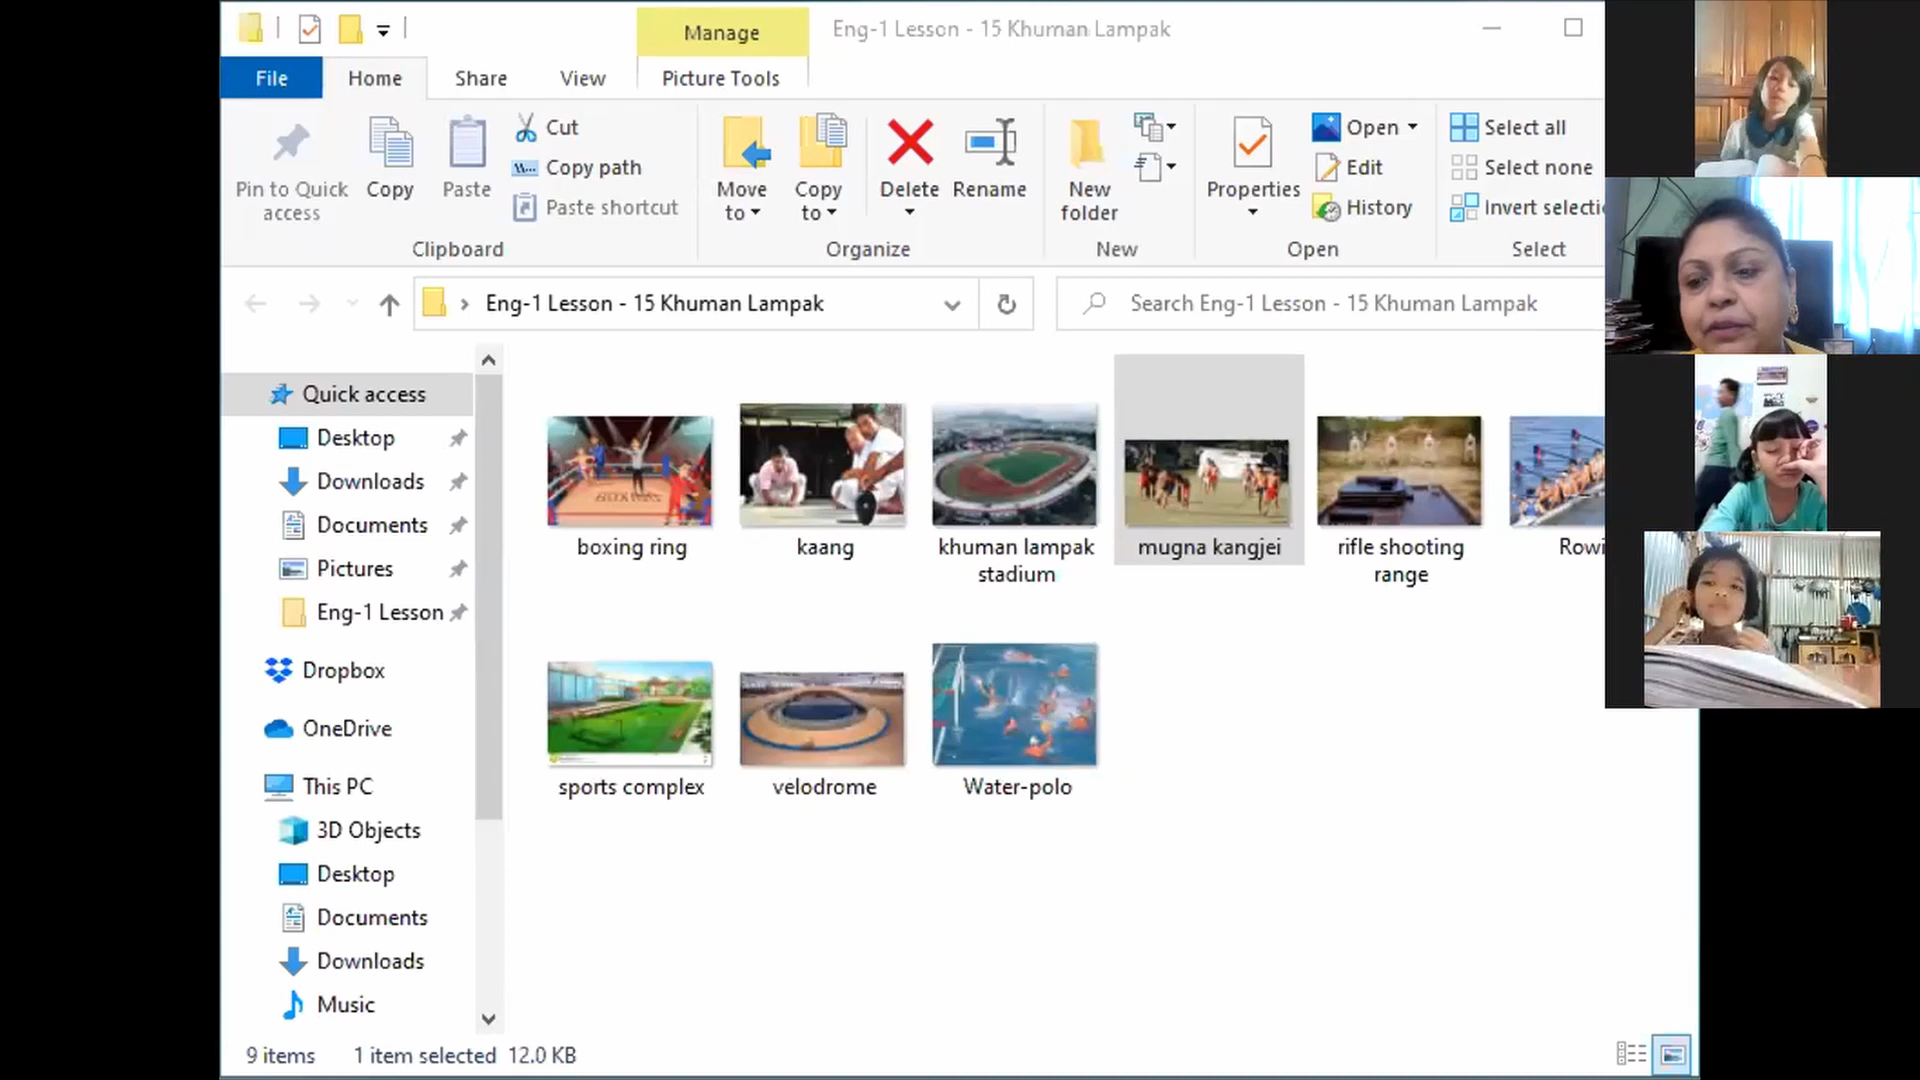 Manage
Eng-1 Lesson - 15 Khuman Lampak
File
Home
Share
View
Picture Tools
Pin to Quick access
Copy
Paste
Cut
Copy path
Paste shortcut
Clipboard
Move to
Copy to
Delete
Rename
Organize
New folder
New
Properties
Open
Edit
History
Open
Select all
Select none
Invert selectio
Select
Eng-1 Lesson - 15 Khuman Lampak
Search Eng-1 Lesson - 15 Khuman Lampak
Quick access
Desktop
Downloads
Documents
Pictures
Eng-1 Lesson
Dropbox
OneDrive
This PC
3D Objects
Desktop
Documents
Downloads
Music
boxing ring
kaang
khuman lampak
stadium
mugna kangjei
rifle shooting
range
Rowi
sports complex
velodrome
Water-polo
9 items
1 item selected 12.0 KB